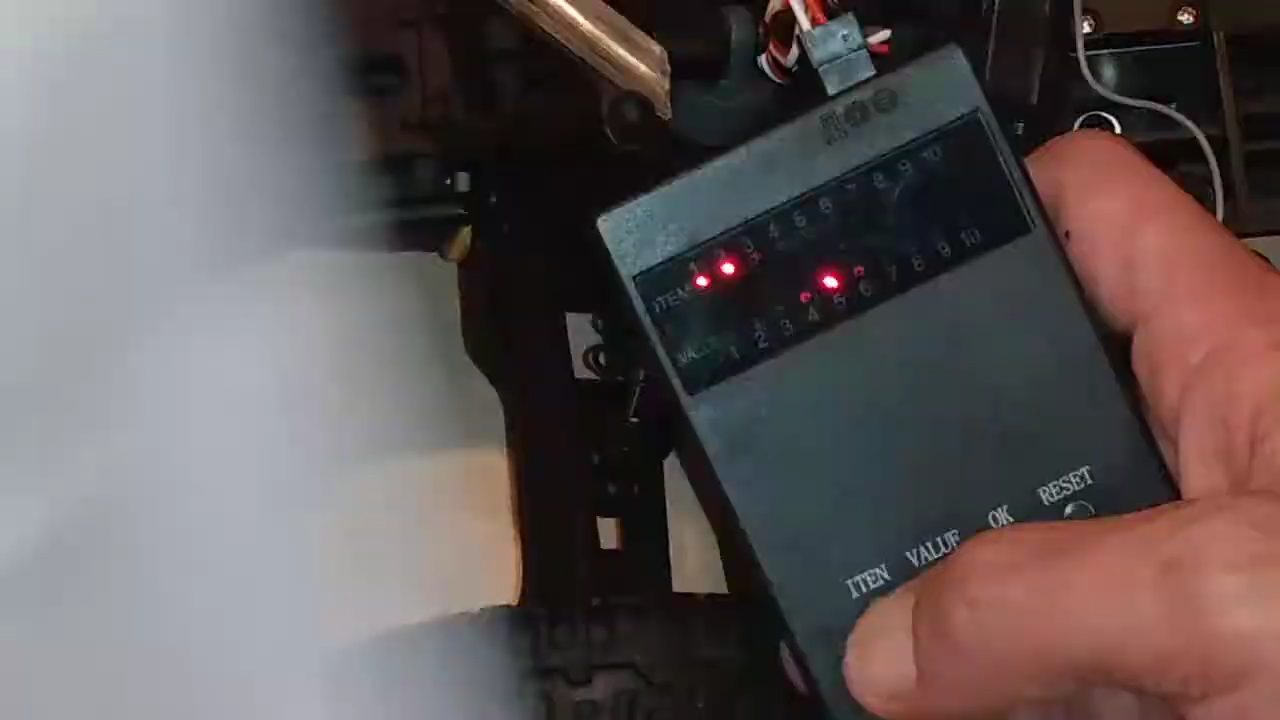 1 2 3 4 5 6 7 8 9 10
ITEM
VALUE 1 2 3 4 5 6 7 8 9 10
ITEN VALUE OK RESET